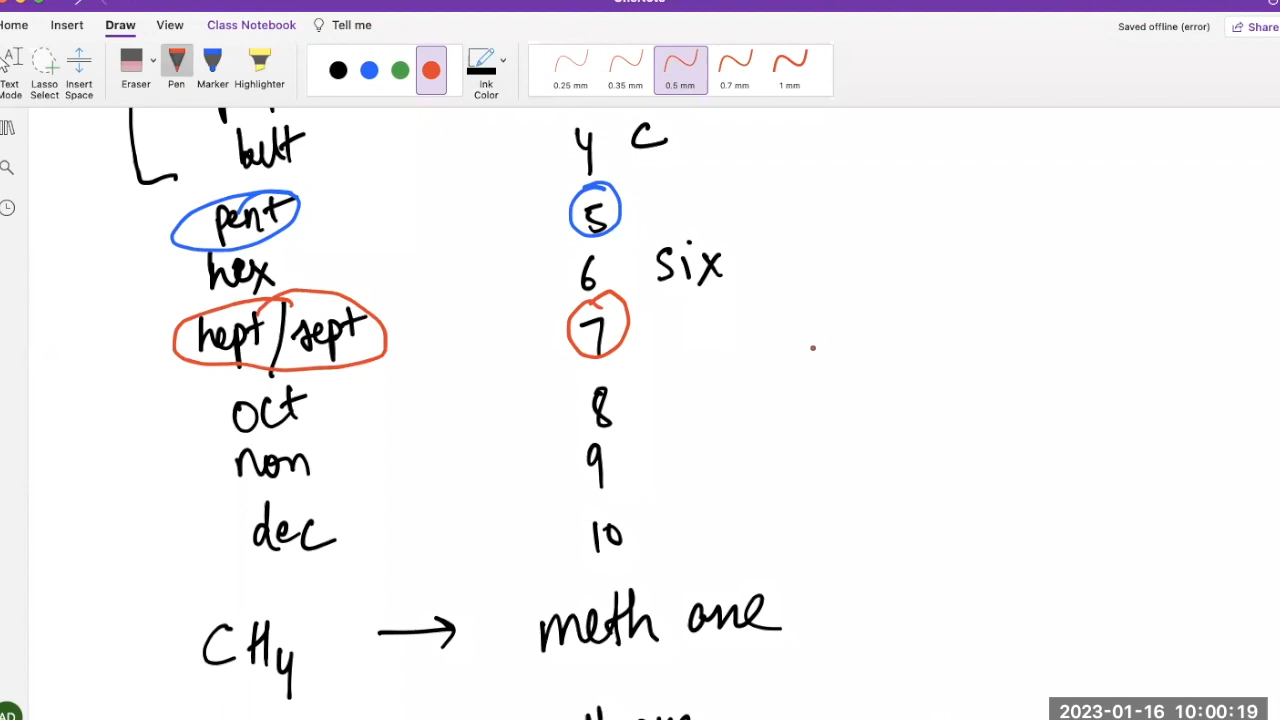 OneNote
Home Insert Draw View Class Notebook Tell me Saved offline (error) Share
Text Mode Lasso Select Insert Space Eraser Pen Marker Highlighter Ink Color 0.25 mm 0.35 mm 0.5 mm 0.7 mm 1 mm
but 4 C
pent 5
hex 6 six
hept/sept 7
oct 8
non 9
dec 10
CH4 → meth ane
AD
2023-01-16 10:00:19